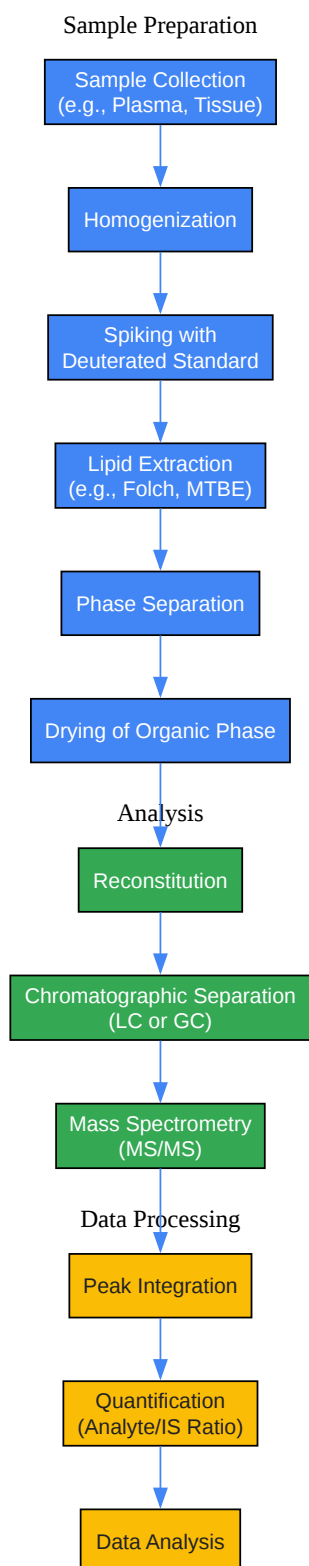 Sample Preparation
Sample Collection
(e.g., Plasma, Tissue)
Homogenization
Spiking with
Deuterated Standard
Lipid Extraction
(e.g., Folch, MTBE)
Phase Separation
Drying of Organic Phase
Analysis
Reconstitution
Chromatographic Separation
(LC or GC)
Mass Spectrometry
(MS/MS)
Data Processing
Peak Integration
Quantification
(Analyte/IS Ratio)
Data Analysis